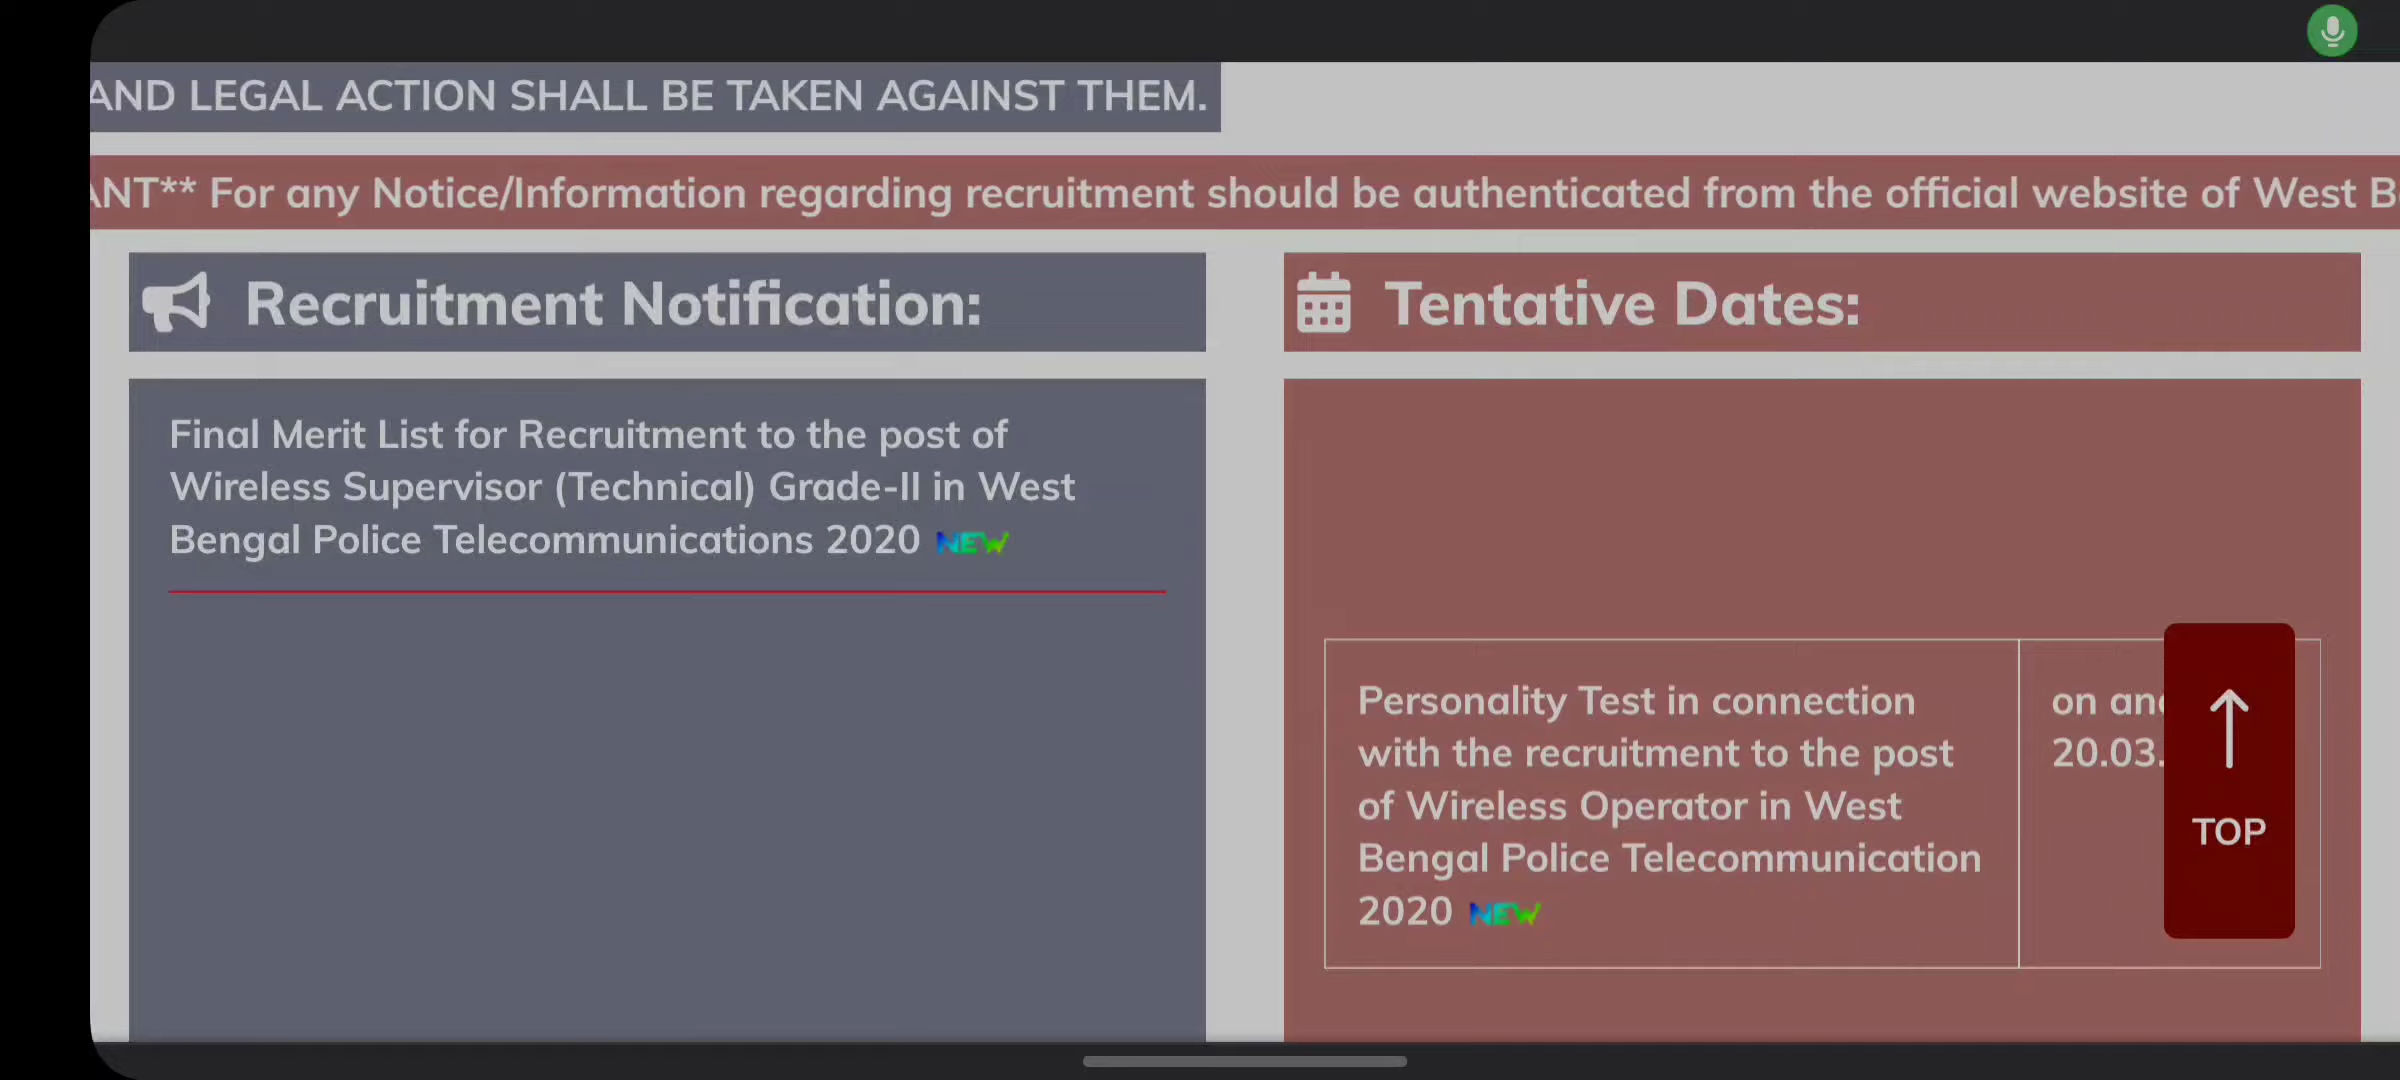 AND LEGAL ACTION SHALL BE TAKEN AGAINST THEM.
ANT** For any Notice/Information regarding recruitment should be authenticated from the official website of West B
Recruitment Notification:
Final Merit List for Recruitment to the post of
Wireless Supervisor (Technical) Grade-II in West
Bengal Police Telecommunications 2020 NEW
Tentative Dates:
Personality Test in connection
with the recruitment to the post
of Wireless Operator in West
Bengal Police Telecommunication
2020 NEW
on
20.03.
TOP